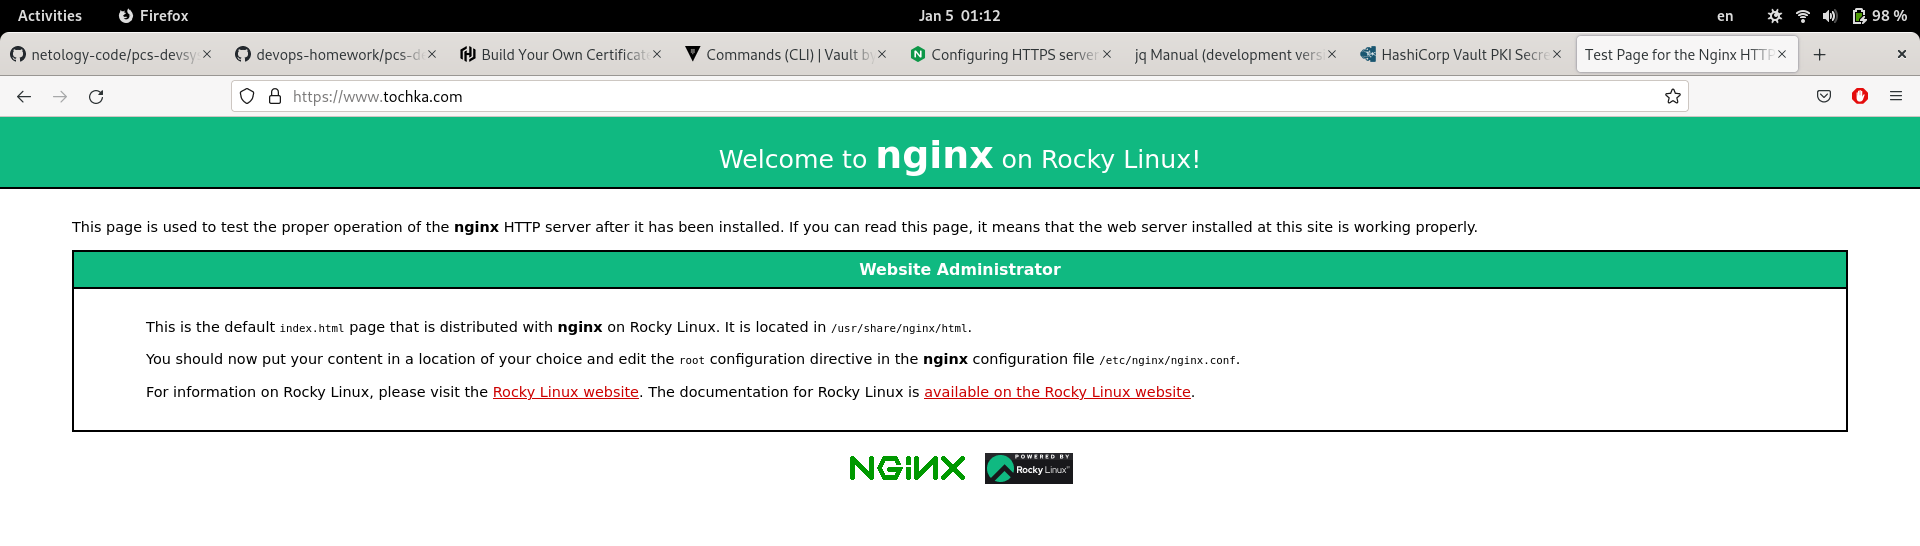 Activities Firefox Jan 5 01:12 en 98 %
netology-code/pcs-devsy devops-homework/pcs-de Build Your Own Certificate Commands (CLI) | Vault by Configuring HTTPS server jq Manual (development versi HashiCorp Vault PKI Secre Test Page for the Nginx HTTP
https://www.tochka.com
Welcome to nginx on Rocky Linux!
This page is used to test the proper operation of the nginx HTTP server after it has been installed. If you can read this page, it means that the web server installed at this site is working properly.
Website Administrator
This is the default index.html page that is distributed with nginx on Rocky Linux. It is located in /usr/share/nginx/html.
You should now put your content in a location of your choice and edit the root configuration directive in the nginx configuration file /etc/nginx/nginx.conf.
For information on Rocky Linux, please visit the Rocky Linux website. The documentation for Rocky Linux is available on the Rocky Linux website.
NGINX
POWERED BY
Rocky Linux™